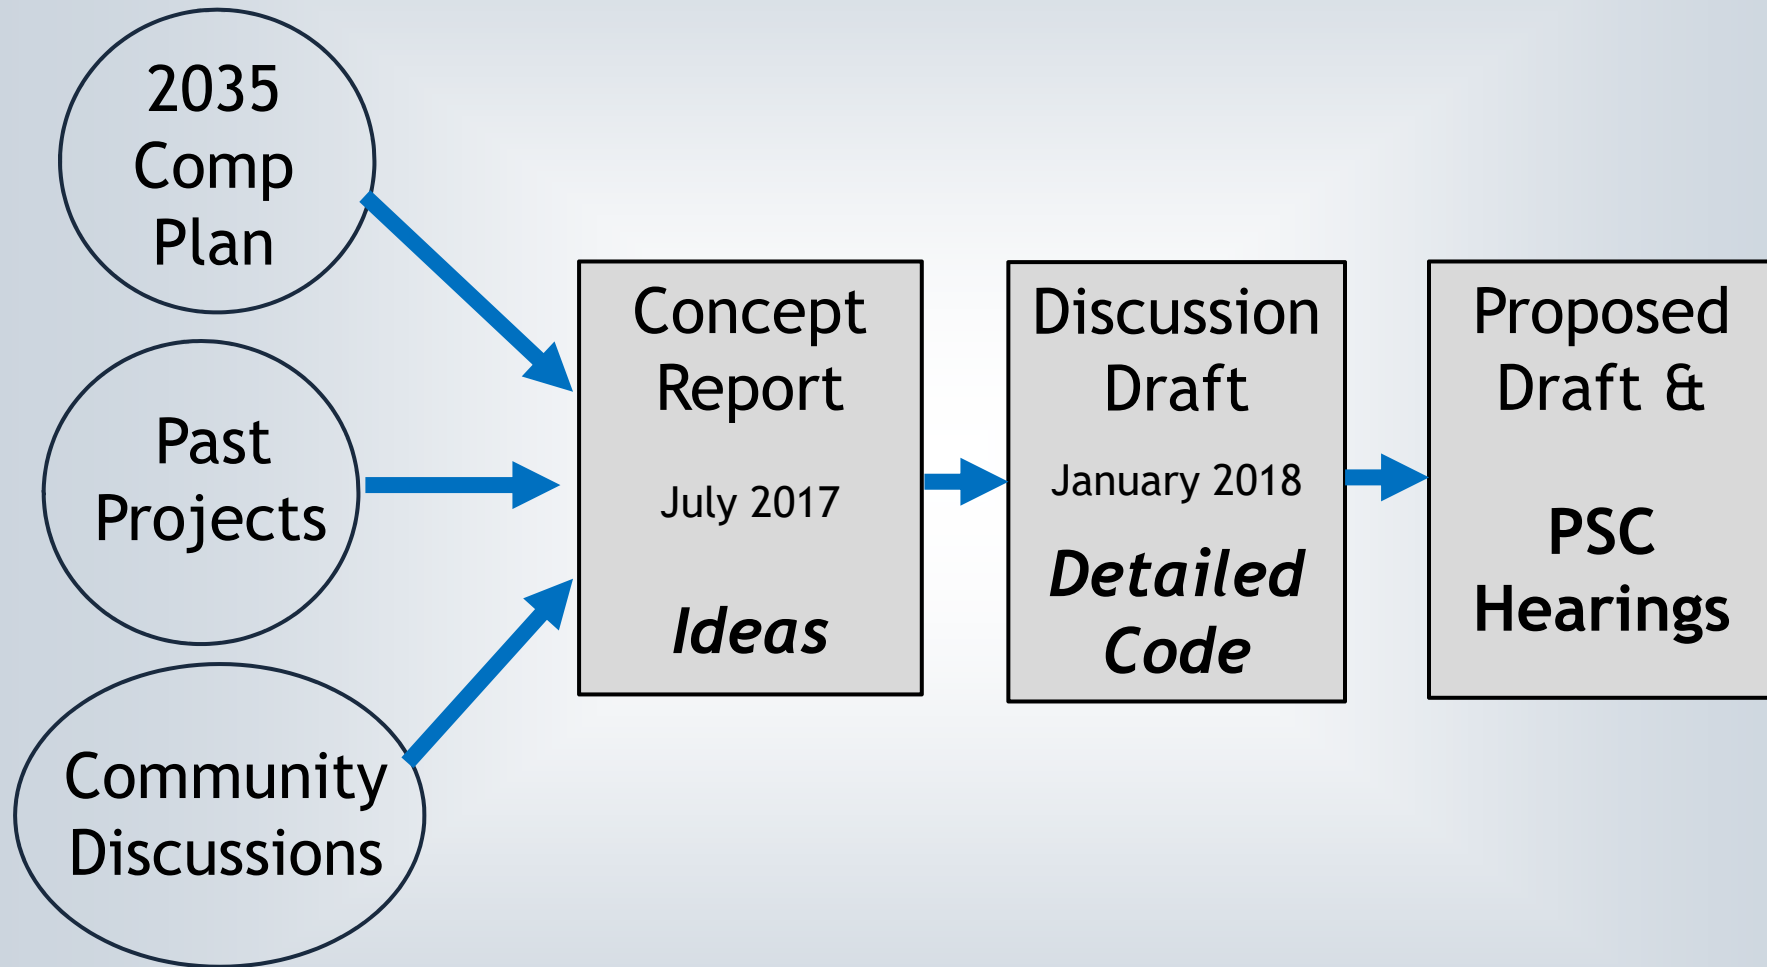 2035
Comp
Plan
Past
Projects
Community
Discussions
Concept
Report
July 2017
Ideas
Discussion
Draft
January 2018
Detailed
Code
Proposed
Draft &
PSC
Hearings